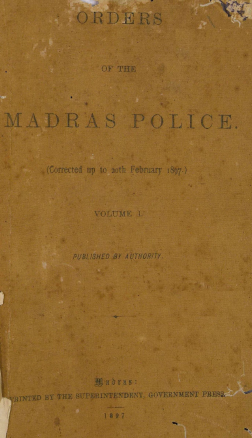 ORDERS
OF THE
MADRAS POLICE.
(Corrected up to 20th February 1897.)
VOLUME I.
PUBLISHED BY AUTHORITY.
Madras:
PRINTED BY THE SUPERINTENDENT, GOVERNMENT PRESS.
1897